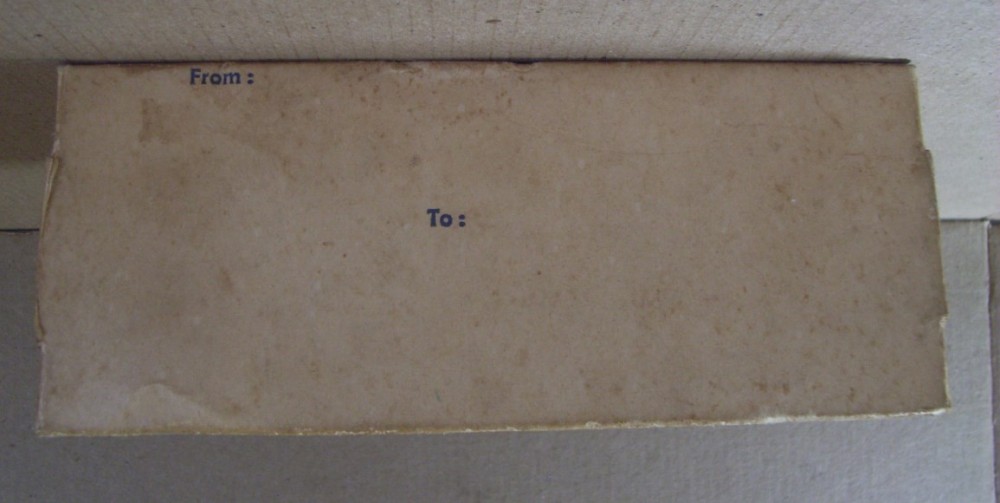 From :
To :